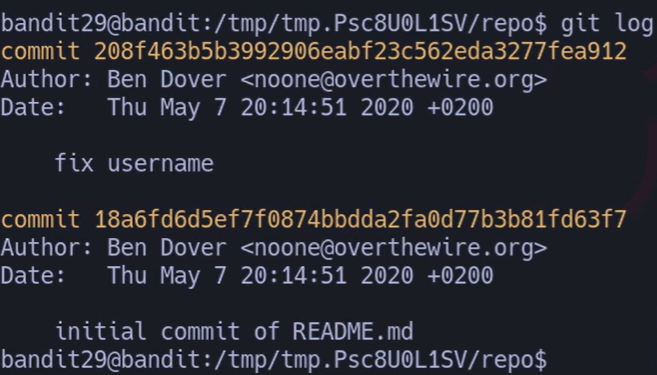 bandit29@bandit:/tmp/tmp.Psc8U0L1SV/repo$ git log
commit 208f463b5b3992906eabf23c562eda3277fea912
Author: Ben Dover <noone@overthewire.org>
Date:   Thu May 7 20:14:51 2020 +0200
    fix username
commit 18a6fd6d5ef7f0874bbdda2fa0d77b3b81fd63f7
Author: Ben Dover <noone@overthewire.org>
Date:   Thu May 7 20:14:51 2020 +0200
    initial commit of README.md
bandit29@bandit:/tmp/tmp.Psc8U0L1SV/repo$